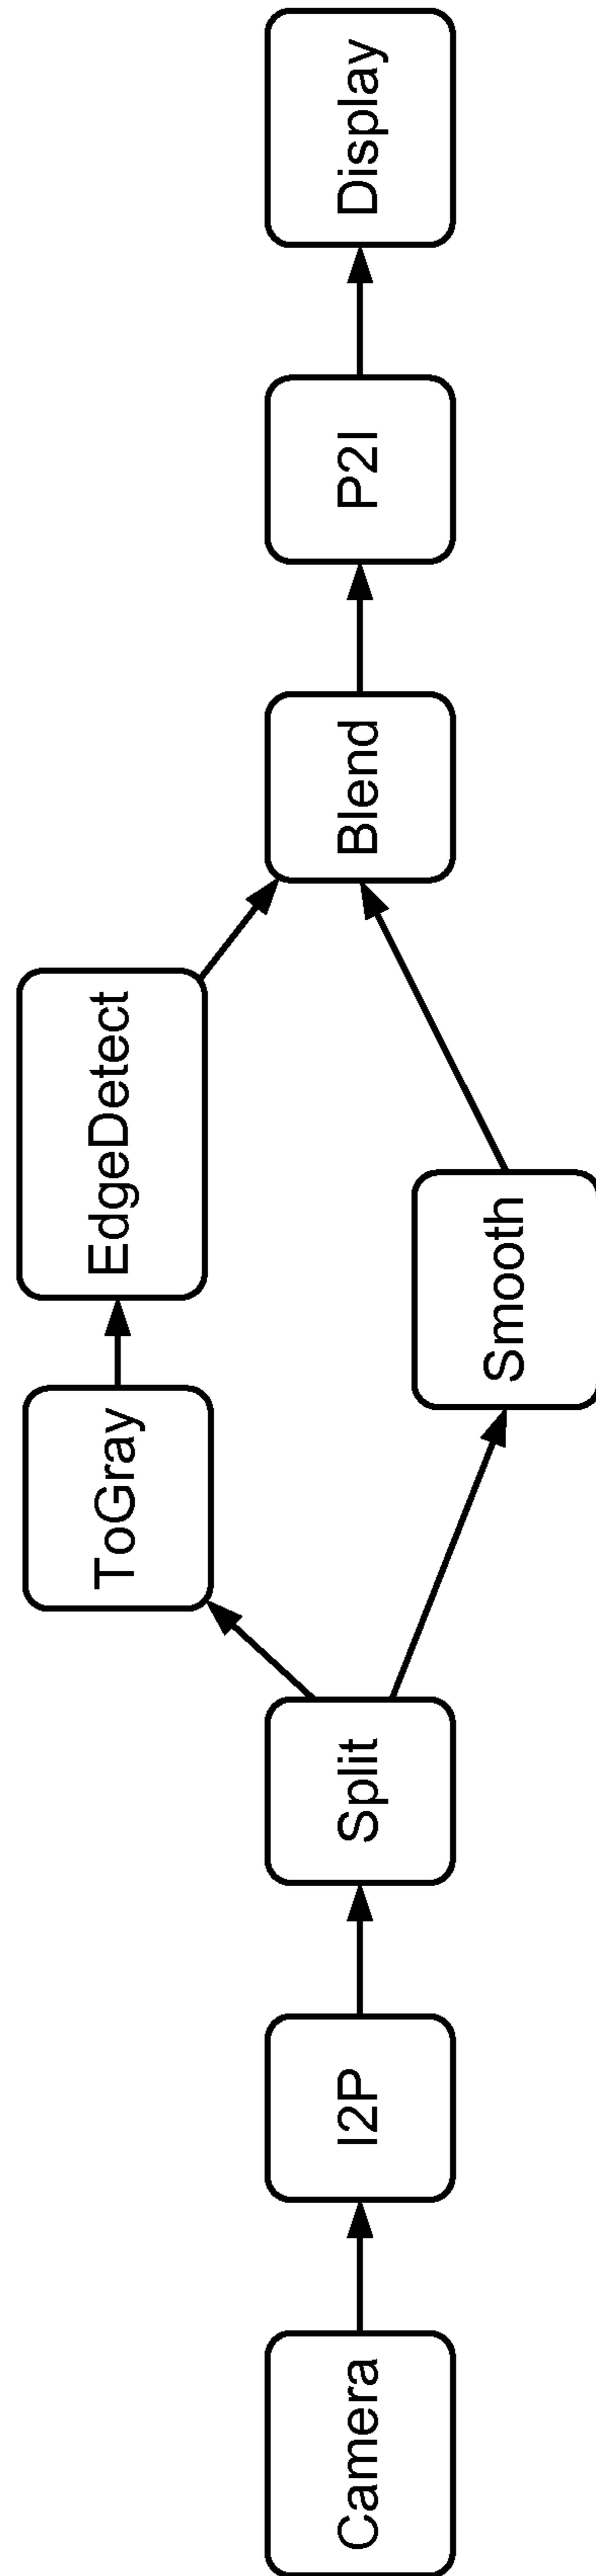 Camera
I2P
Split
ToGray
EdgeDetect
Smooth
Blend
P2I
Display